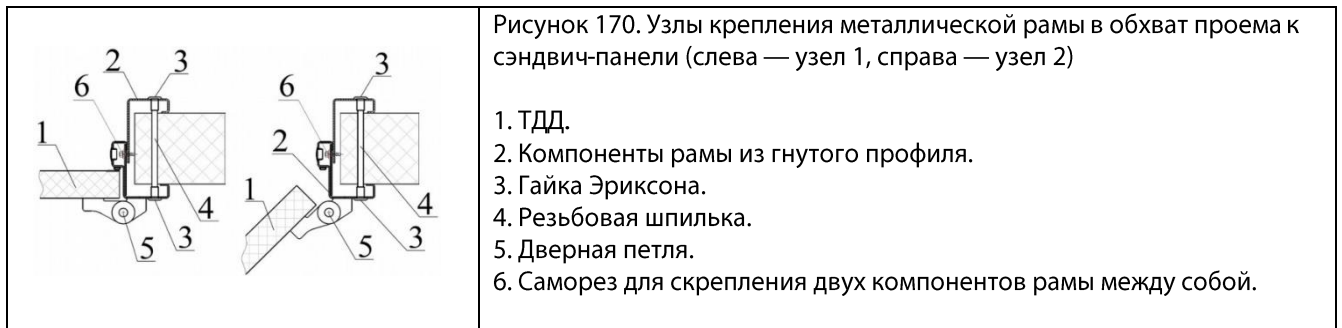 Рисунок 170. Узлы крепления металлической рамы в обхват проема к
сэндвич-панели (слева — узел 1, справа — узел 2)
1. ТДД.
2. Компоненты рамы из гнутого профиля.
3. Гайка Эриксона.
4. Резьбовая шпилька.
5. Дверная петля.
6. Саморез для скрепления двух компонентов рамы между собой.
2 3
6
1
4
5 3
3
6
2
1
4
5 3